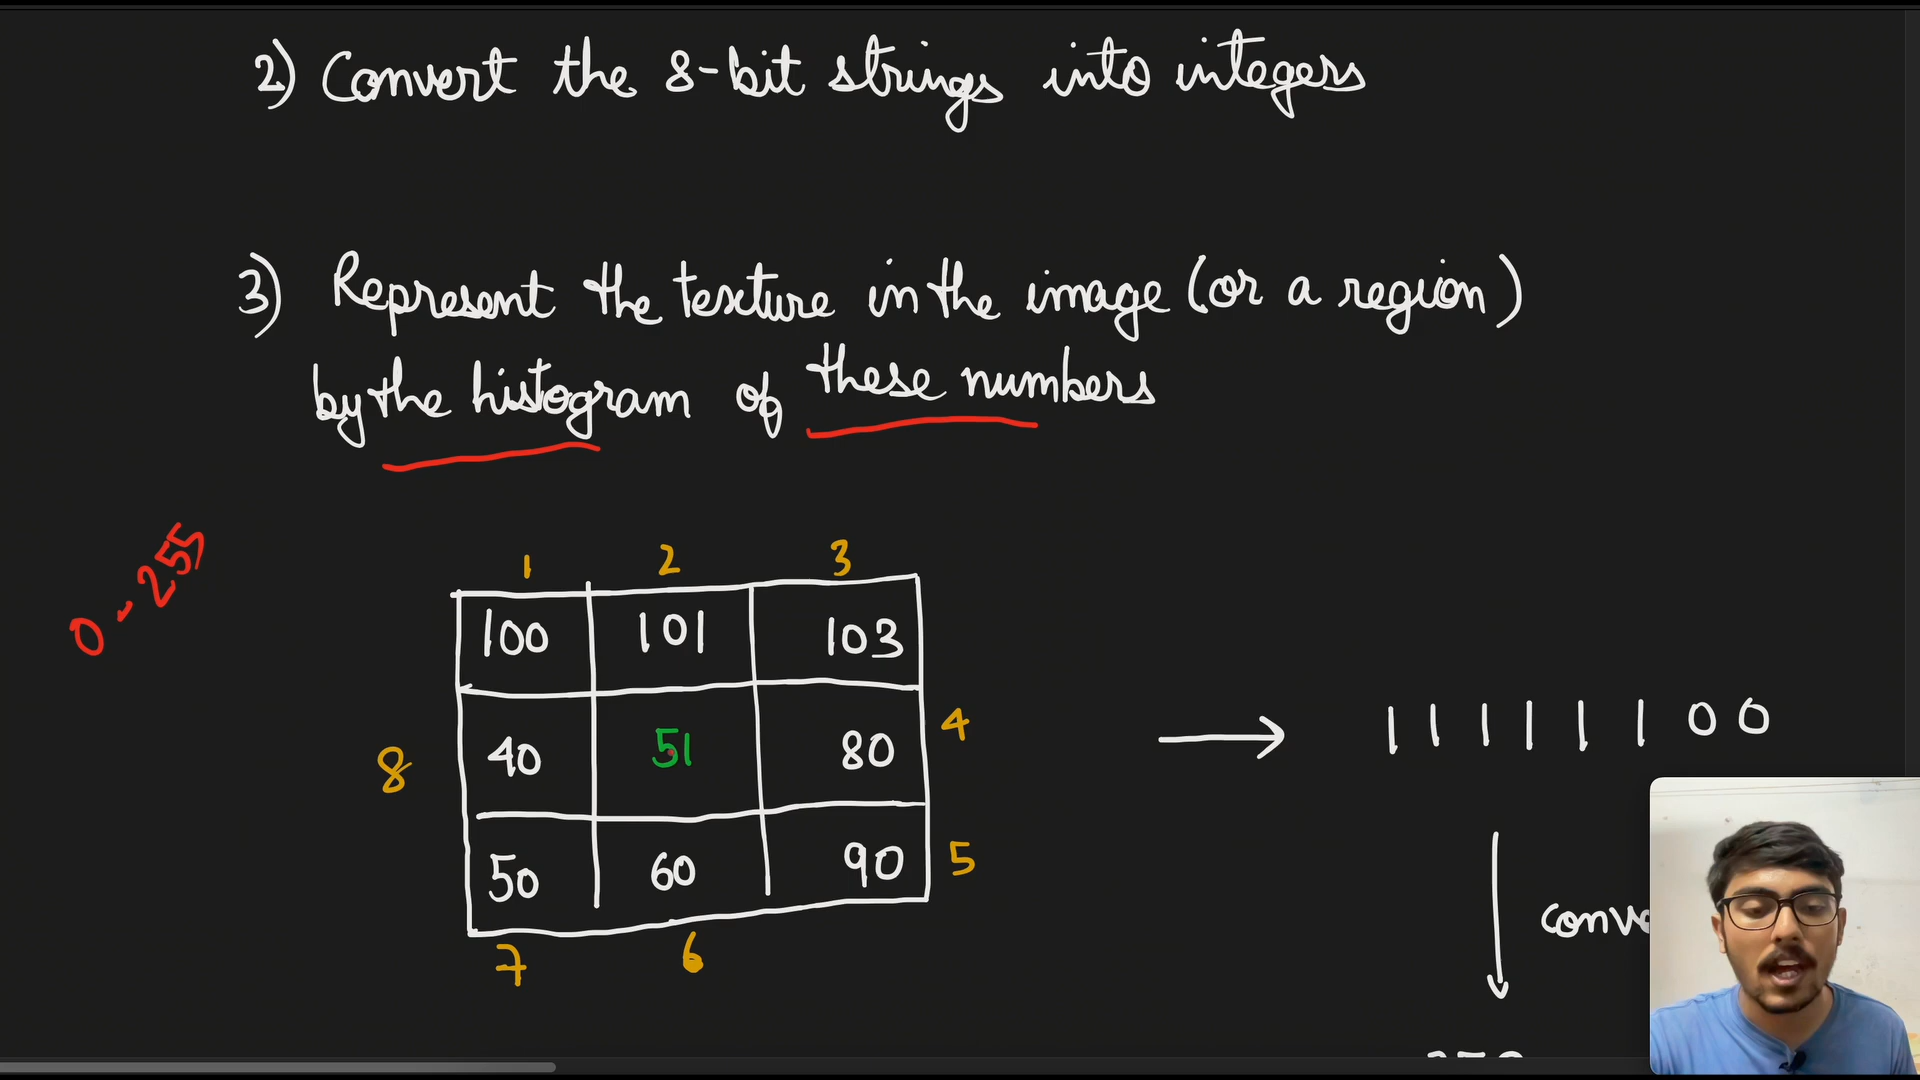 2) Convert the 8-bit strings into integers
3) Represent the texture in the image (or a region)
by the histogram of these numbers
0 - 255
1 2 3
100 101 103
8 40 51 80 4
50 60 90 5
7 6
1 1 1 1 1 1 0 0